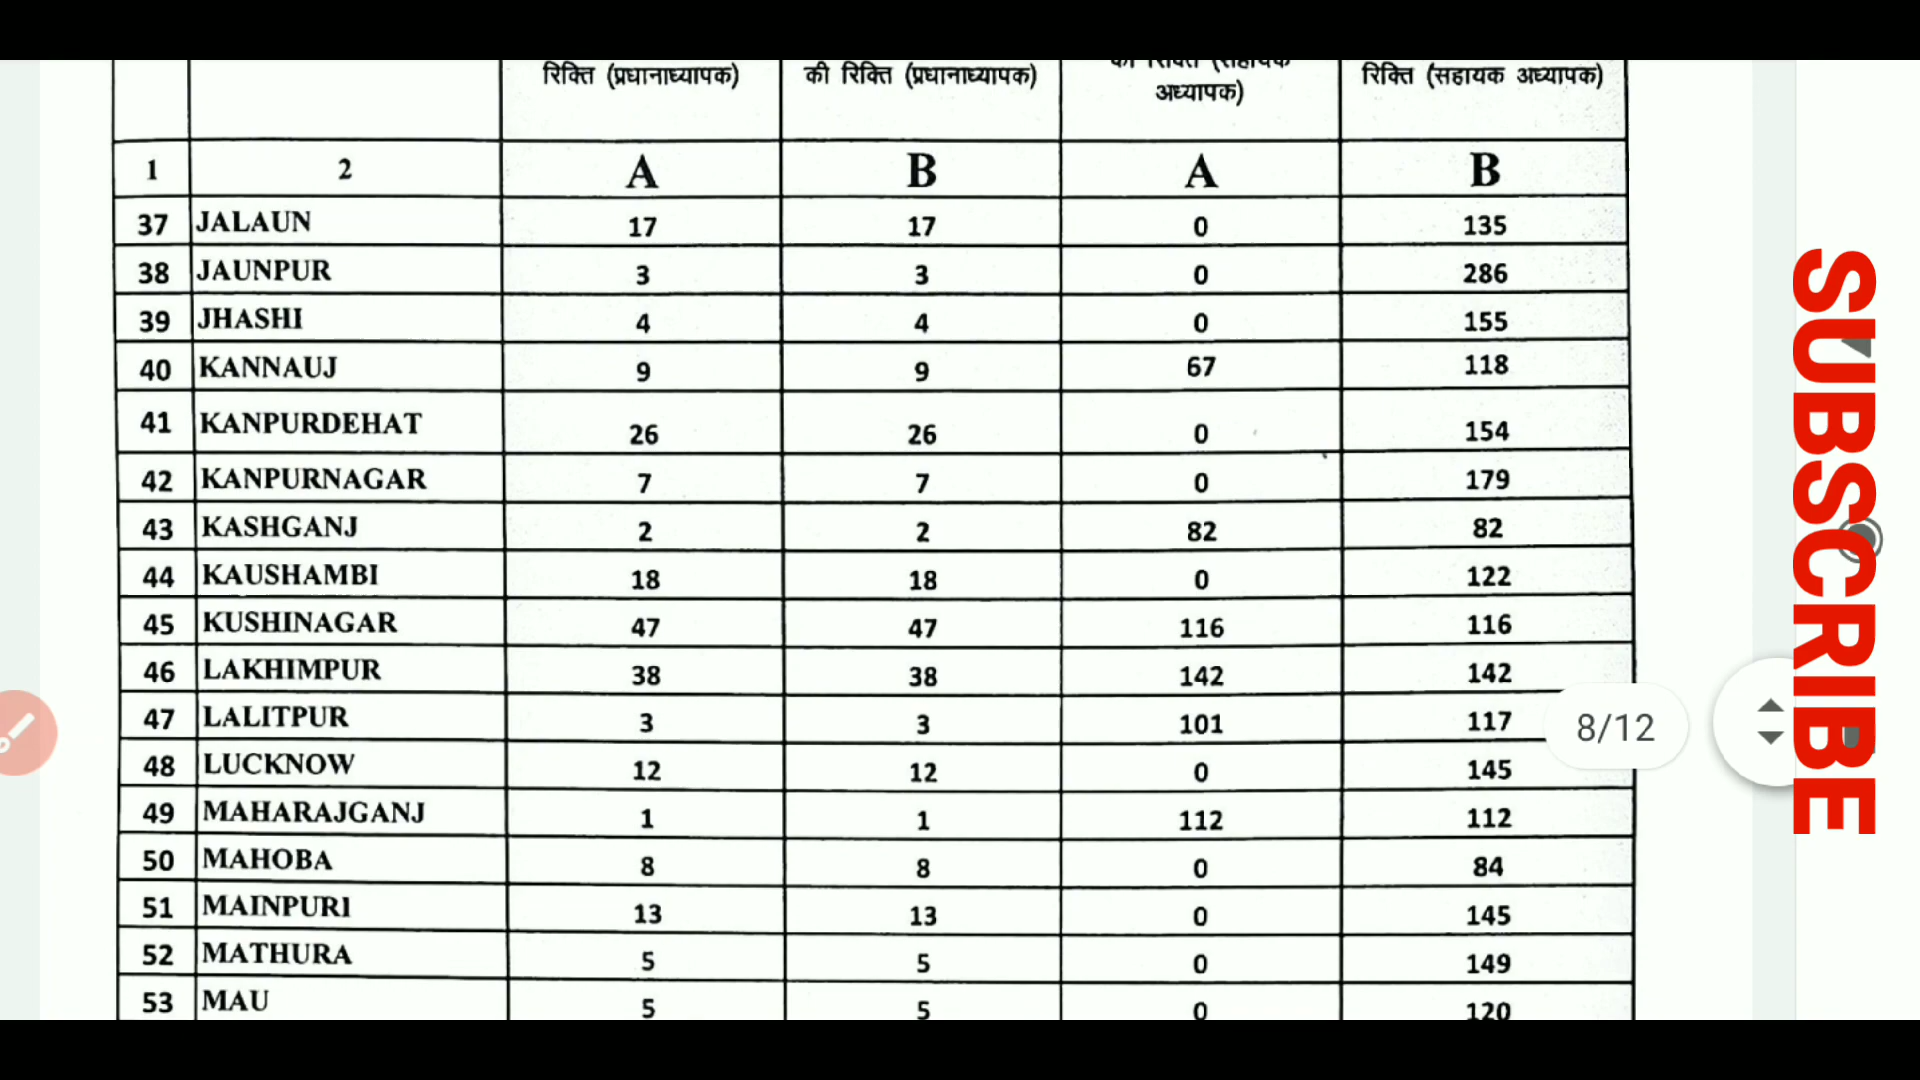 रिक्ति (प्रधानाध्यापक) की रिक्ति (प्रधानाध्यापक) की रिक्ति (सहायक अध्यापक) रिक्ति (सहायक अध्यापक)
1 2 A B A B
37 JALAUN 17 17 0 135
38 JAUNPUR 3 3 0 286
39 JHASHI 4 4 0 155
40 KANNAUJ 9 9 67 118
41 KANPURDEHAT 26 26 0 154
42 KANPURNAGAR 7 7 0 179
43 KASHGANJ 2 2 82 82
44 KAUSHAMBI 18 18 0 122
45 KUSHINAGAR 47 47 116 116
46 LAKHIMPUR 38 38 142 142
47 LALITPUR 3 3 101 117
48 LUCKNOW 12 12 0 145
49 MAHARAJGANJ 1 1 112 112
50 MAHOBA 8 8 0 84
51 MAINPURI 13 13 0 145
52 MATHURA 5 5 0 149
53 MAU 5 5 0 120
8/12
SUBSCRIBE